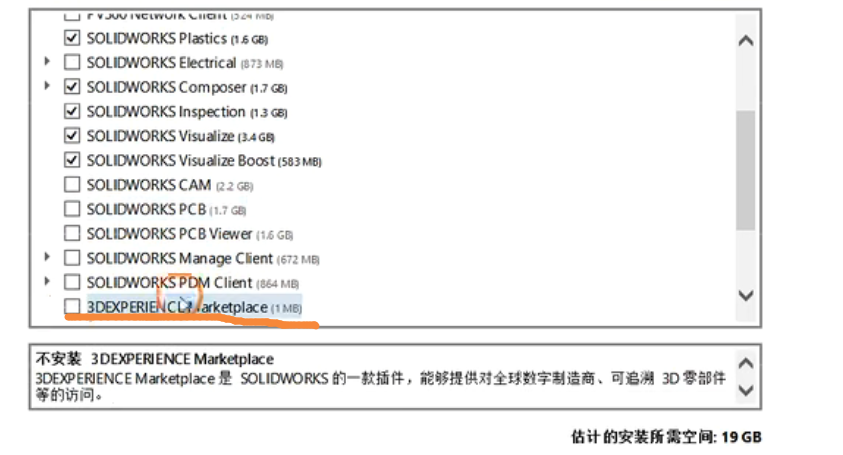 PV360 Network Client (324 MB)
SOLIDWORKS Plastics (1.6 GB)
SOLIDWORKS Electrical (873 MB)
SOLIDWORKS Composer (1.7 GB)
SOLIDWORKS Inspection (1.3 GB)
SOLIDWORKS Visualize (3.4 GB)
SOLIDWORKS Visualize Boost (583 MB)
SOLIDWORKS CAM (2.2 GB)
SOLIDWORKS PCB (1.7 GB)
SOLIDWORKS PCB Viewer (1.6 GB)
SOLIDWORKS Manage Client (672 MB)
SOLIDWORKS PDM Client (864 MB)
3DEXPERIENCE Marketplace (1 MB)
不安装 3DEXPERIENCE Marketplace
3DEXPERIENCE Marketplace 是 SOLIDWORKS 的一款插件，能够提供对全球数字制造商、可追溯 3D 零部件
等的访问。
估计的安装所需空间: 19 GB